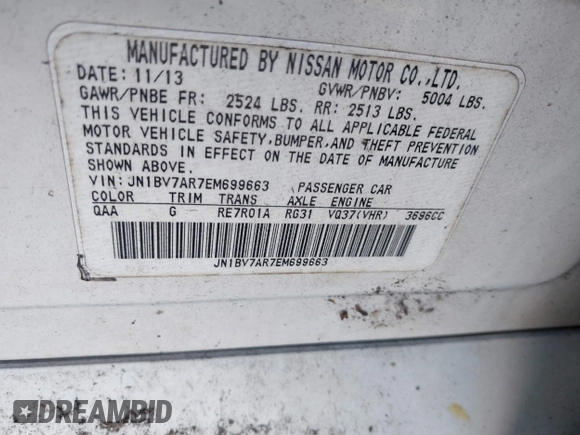 MANUFACTURED BY NISSAN MOTOR CO.,LTD.
DATE: 11/13 GVWR/PNBV: 5004 LBS.
GAWR/PNBE FR: 2524 LBS. RR: 2513 LBS.
THIS VEHICLE CONFORMS TO ALL APPLICABLE FEDERAL
MOTOR VEHICLE SAFETY, BUMPER, AND THEFT PREVENTION
STANDARDS IN EFFECT ON THE DATE OF MANUFACTURE
SHOWN ABOVE.
VIN: JN1BV7AR7EM699663 PASSENGER CAR
COLOR TRIM TRANS AXLE ENGINE
QAA G RE7R01A RG31 VQ37(VHR) 3696CC
JN1BV7AR7EM699663
DREAMBID